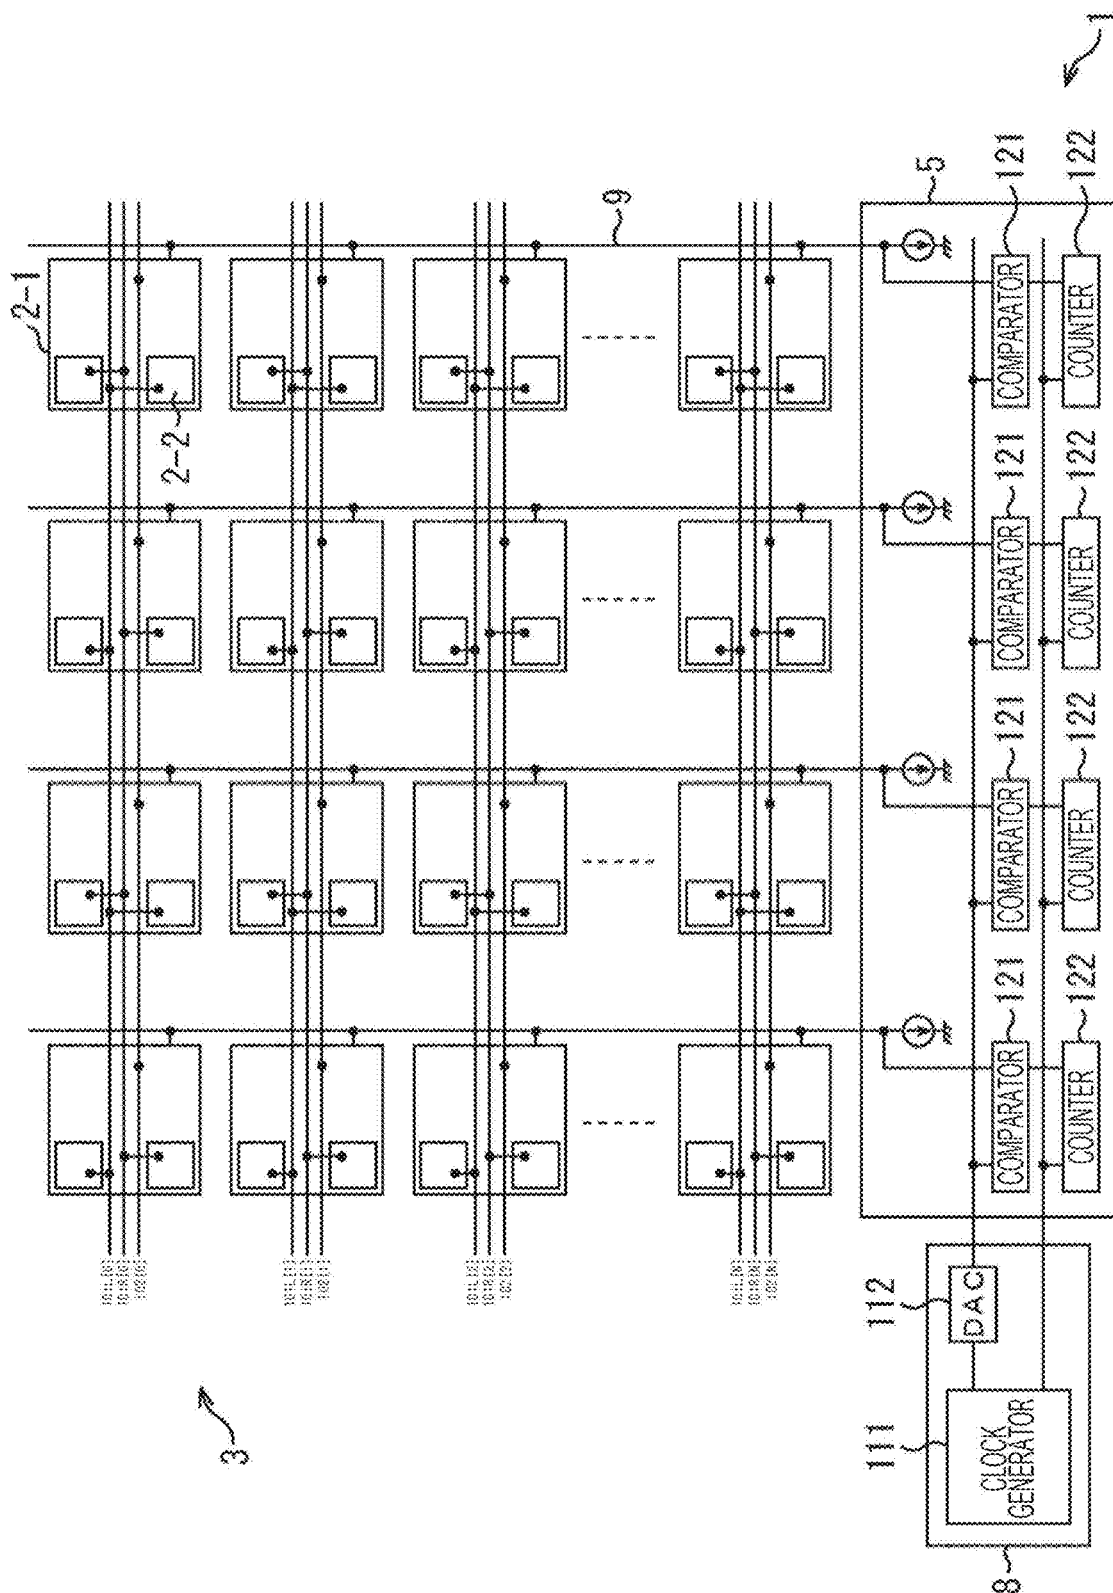 2-1
2-2
3
9
111
112
5
DAC
CLOCK
GENERATOR
8
COMPARATOR
121
COMPARATOR
121
COMPARATOR
121
COMPARATOR
121
COUNTER
122
COUNTER
122
COUNTER
122
COUNTER
122
1